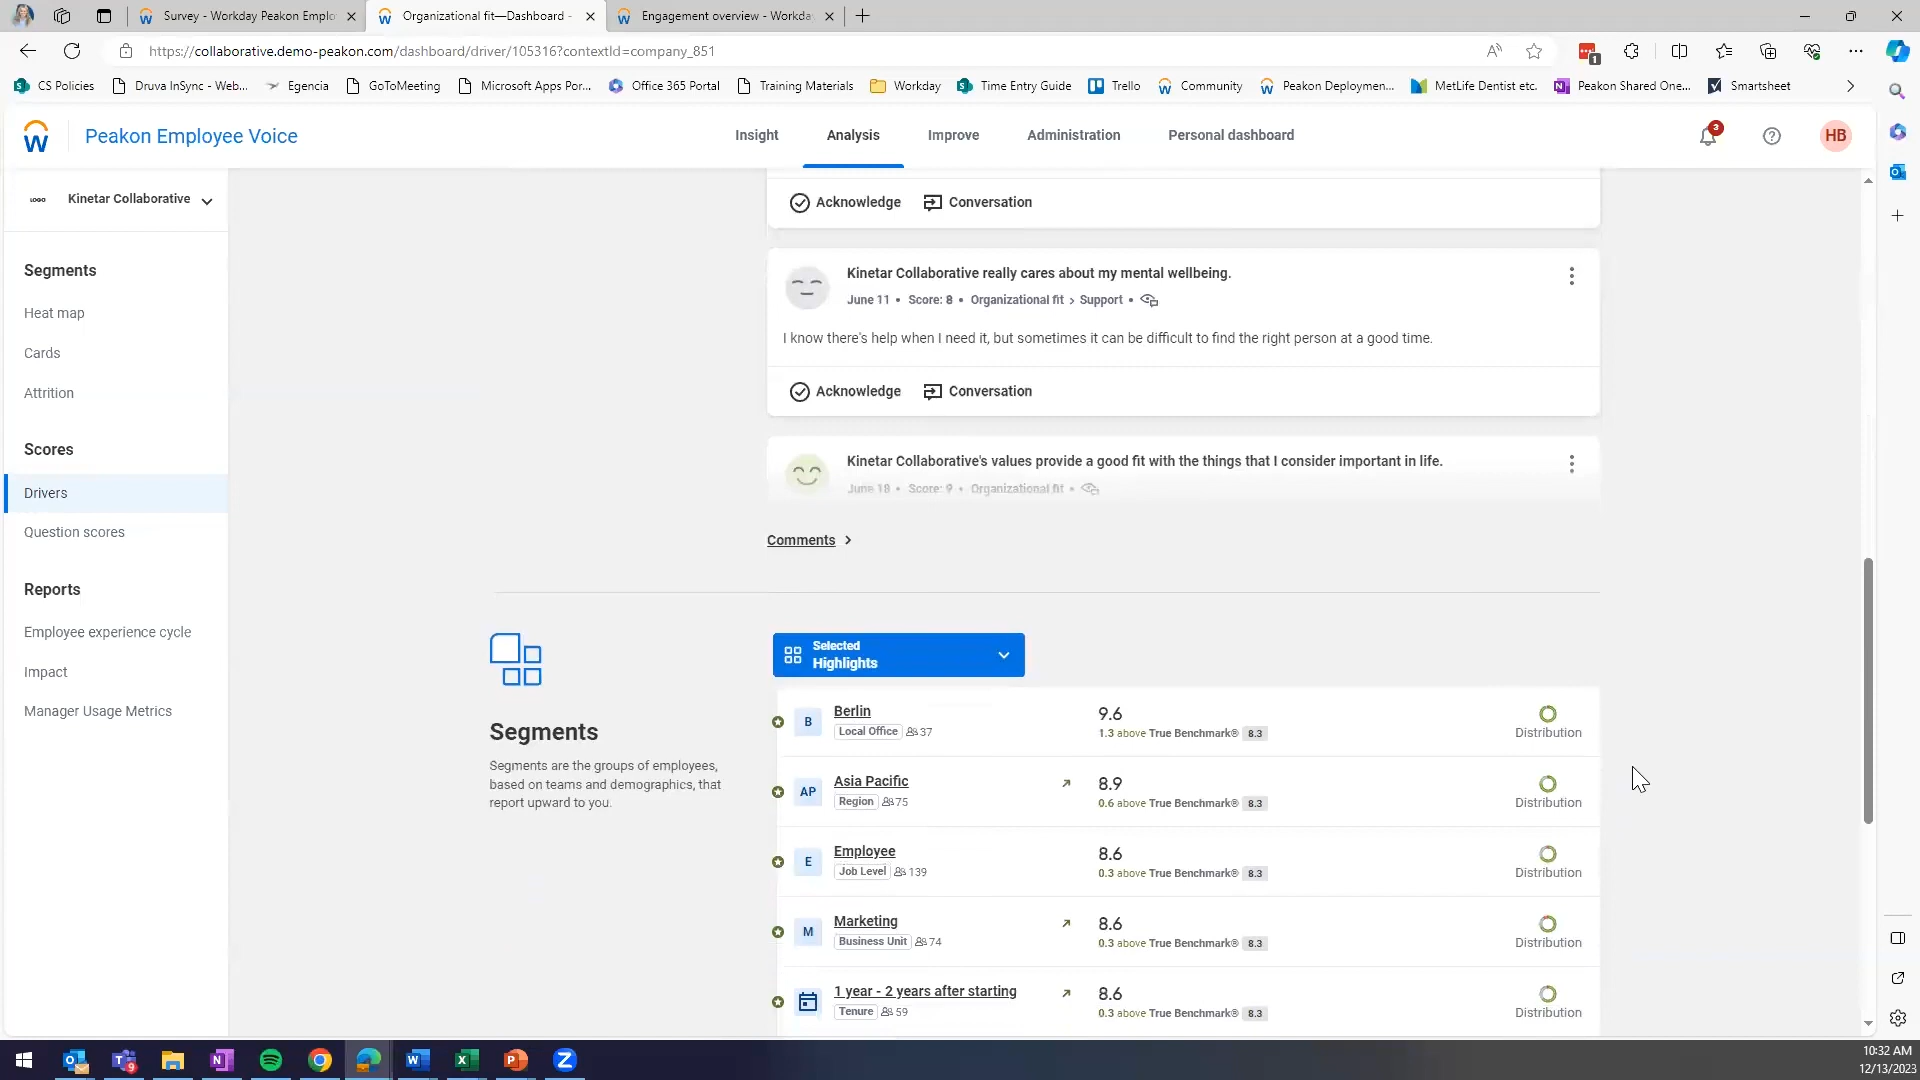 Survey - Workday Peakon Emplo
Organizational fit—Dashboard -
Engagement overview - Workda
https://collaborative.demo-peakon.com/dashboard/driver/105316?contextId=company_851
1
CS Policies
Druva InSync - Web...
Egencia
GoToMeeting
Microsoft Apps Por...
Office 365 Portal
Training Materials
Workday
Time Entry Guide
Trello
Community
Peakon Deploymen...
MetLife Dentist etc.
Peakon Shared One...
Smartsheet
Peakon Employee Voice
Insight
Analysis
Improve
Administration
Personal dashboard
3
HB
LOGO
Kinetar Collaborative
Segments
Heat map
Cards
Attrition
Scores
Drivers
Question scores
Reports
Employee experience cycle
Impact
Manager Usage Metrics
Acknowledge
Conversation
Kinetar Collaborative really cares about my mental wellbeing.
June 11 • Score: 8 • Organizational fit > Support •
I know there's help when I need it, but sometimes it can be difficult to find the right person at a good time.
Acknowledge
Conversation
Kinetar Collaborative's values provide a good fit with the things that I consider important in life.
June 18 • Score: 9 • Organizational fit •
Comments >
Segments
Segments are the groups of employees,
based on teams and demographics, that
report upward to you.
Selected
Highlights
B
Berlin
Local Office 37
9.6
1.3 above True Benchmark® 8.3
Distribution
AP
Asia Pacific
Region 75
8.9
0.6 above True Benchmark® 8.3
Distribution
E
Employee
Job Level 139
8.6
0.3 above True Benchmark® 8.3
Distribution
M
Marketing
Business Unit 74
8.6
0.3 above True Benchmark® 8.3
Distribution
1 year - 2 years after starting
Tenure 59
8.6
0.3 above True Benchmark® 8.3
Distribution
10:32 AM
12/13/2023